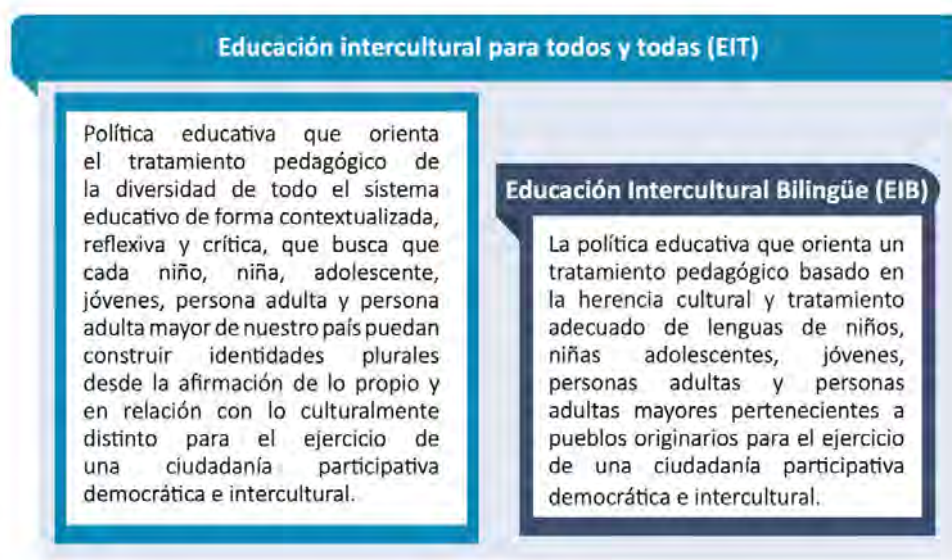 Educación intercultural para todos y todas (EIT)
Política educativa que orienta
el tratamiento pedagógico de
la diversidad de todo el sistema
educativo de forma contextualizada,
reflexiva y crítica, que busca que
cada niño, niña, adolescente,
jóvenes, persona adulta y persona
adulta mayor de nuestro país puedan
construir identidades plurales
desde la afirmación de lo propio y
en relación con lo culturalmente
distinto para el ejercicio de
una ciudadanía participativa
democrática e intercultural.
Educación Intercultural Bilingüe (EIB)
La política educativa que orienta un
tratamiento pedagógico basado en
la herencia cultural y tratamiento
adecuado de lenguas de niños,
niñas adolescentes, jóvenes,
personas adultas y personas
adultas mayores pertenecientes a
pueblos originarios para el ejercicio
de una ciudadanía participativa
democrática e intercultural.